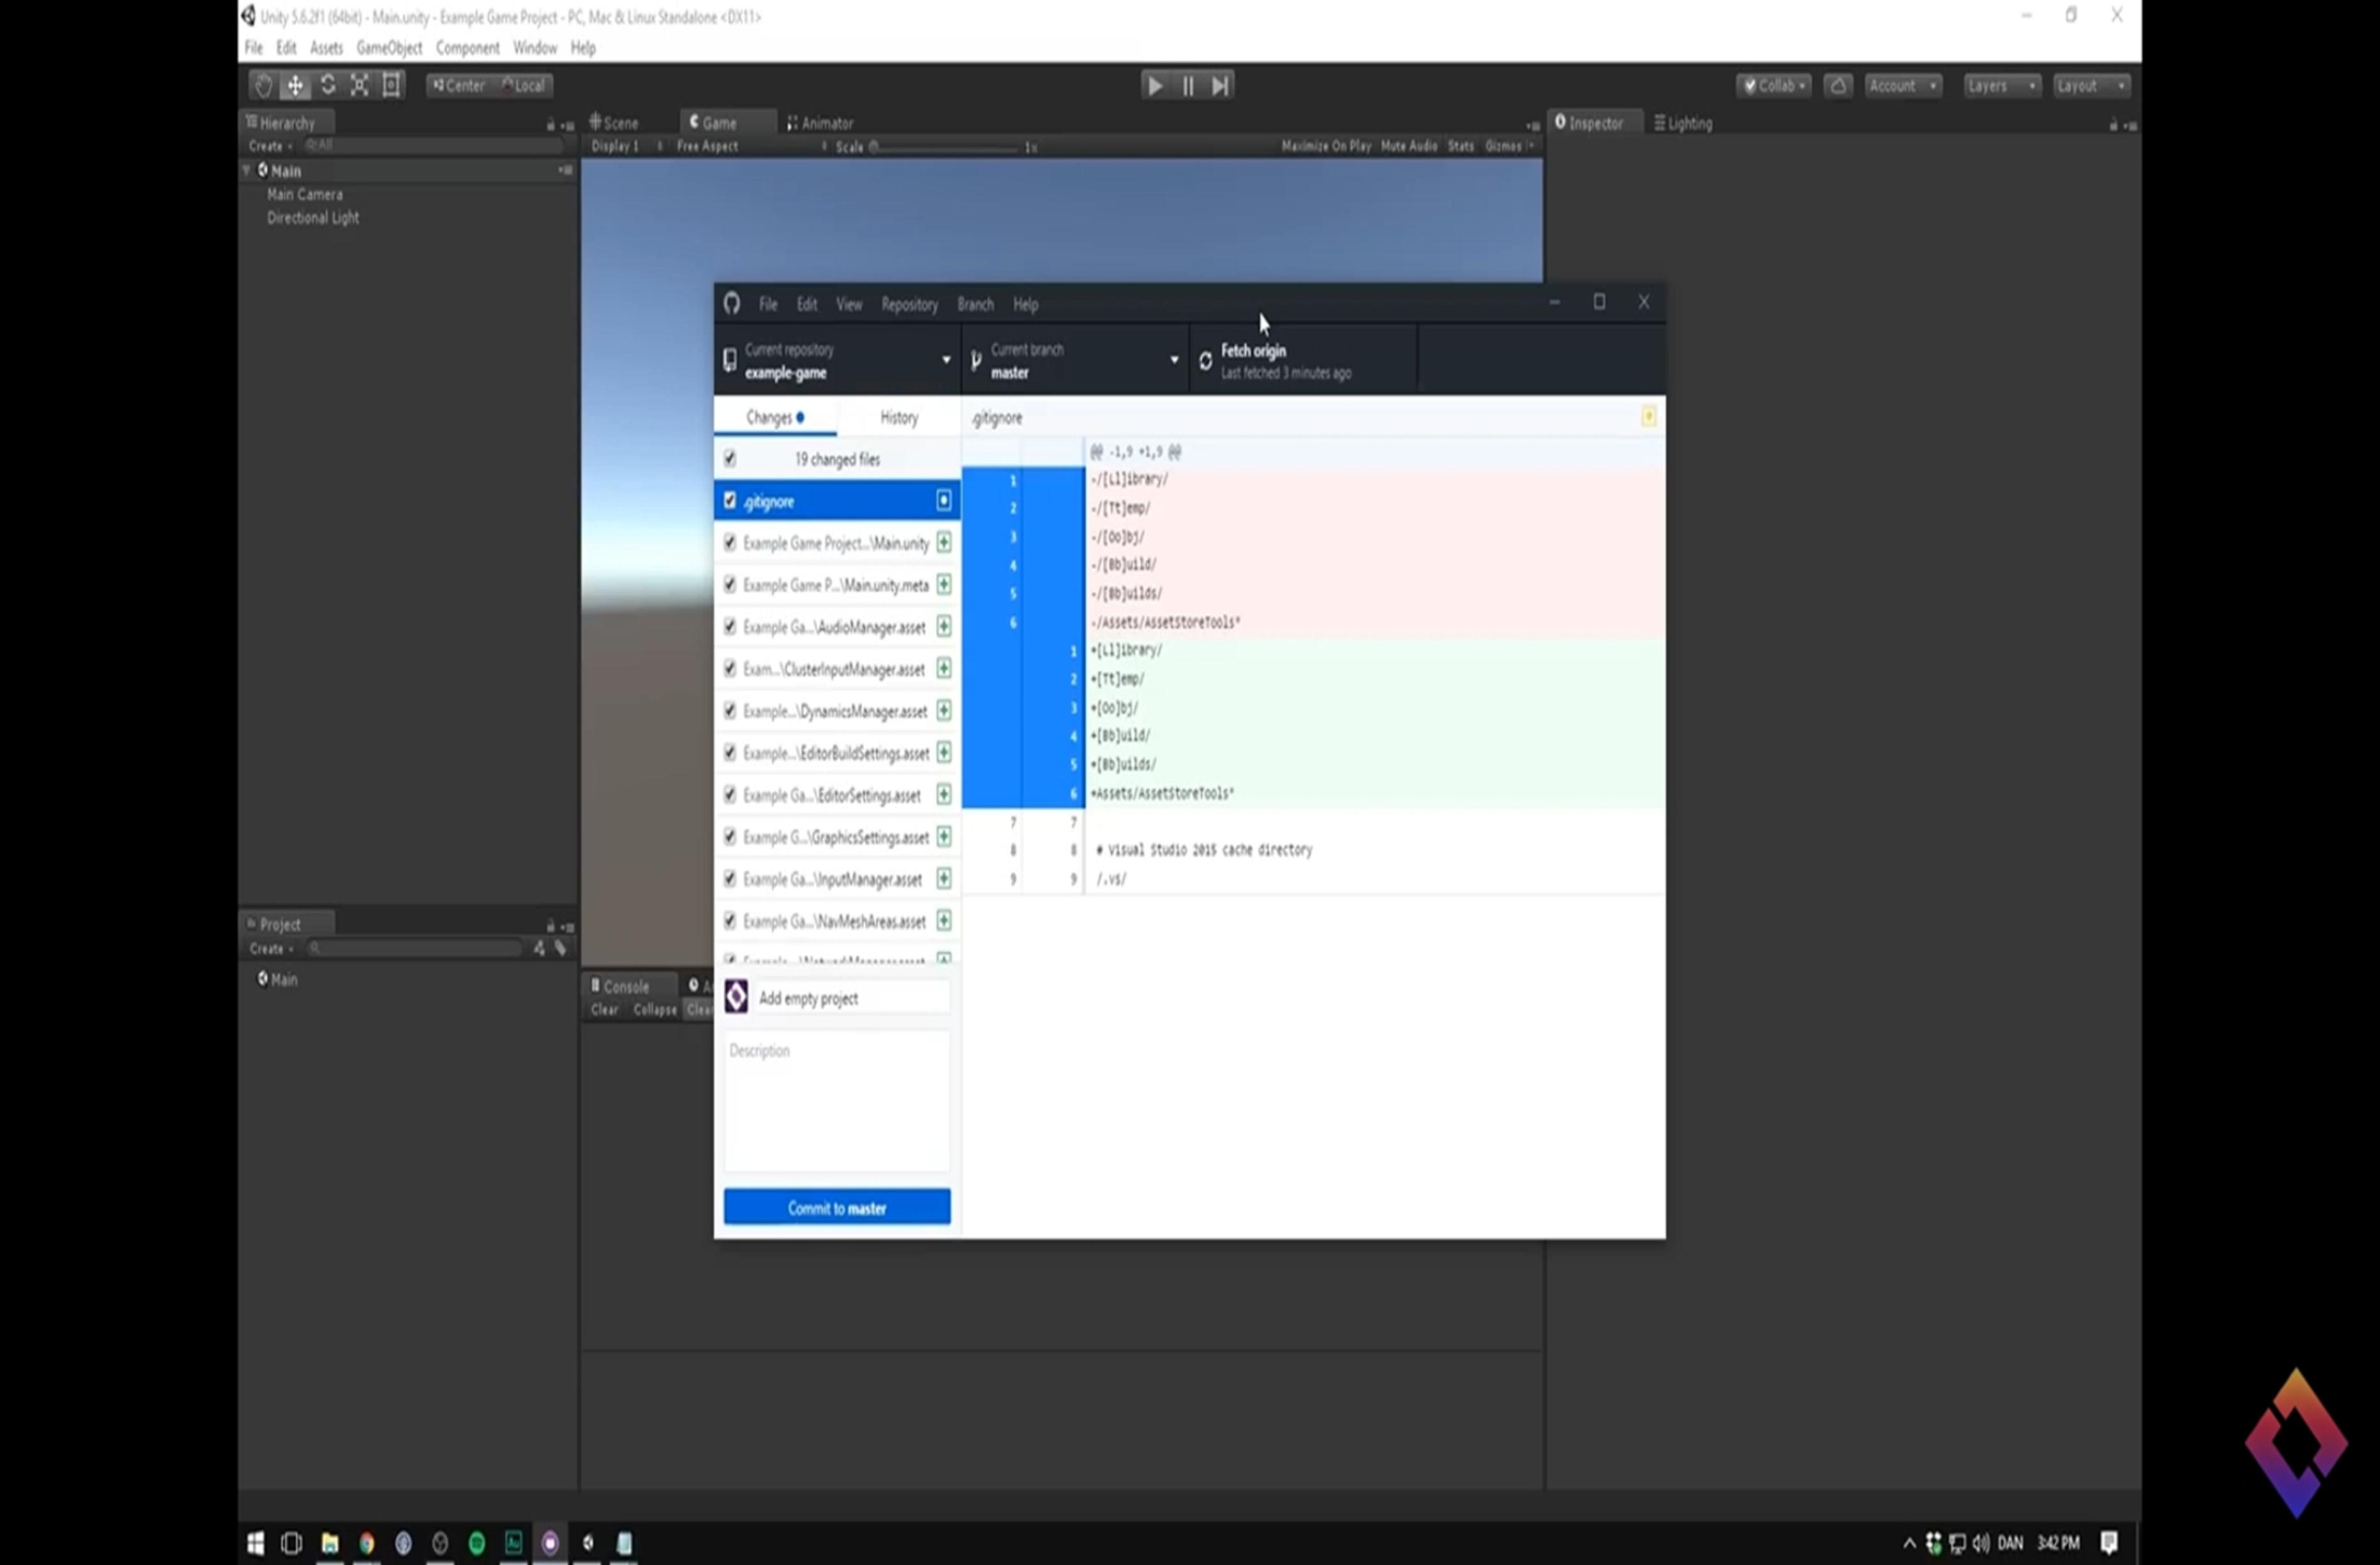 Unity 5.6.2f1 (64bit) - Main.unity - Example Game Project - PC, Mac & Linux Standalone <DX11>
File Edit Assets GameObject Component Window Help
Center Local
Collab Account Layers Layout
Hierarchy
Create All
Main
Main Camera
Directional Light
Scene Game Animator
Display 1 Free Aspect Scale 1x Maximize On Play Mute Audio Stats Gizmos
Inspector Lighting
File Edit View Repository Branch Help
Current repository
example-game
Current branch
master
Fetch origin
Last fetched 3 minutes ago
Changes History
19 changed files
.gitignore
Example Game Project...\Main.unity
Example Game P...\Main.unity.meta
Example Ga...\AudioManager.asset
Exam...\ClusterInputManager.asset
Example...\DynamicsManager.asset
Example...\EditorBuildSettings.asset
Example Ga...\EditorSettings.asset
Example G...\GraphicsSettings.asset
Example Ga...\InputManager.asset
Example Ga...\NavMeshAreas.asset
Add empty project
Description
Commit to master
.gitignore
@@ -1,9 +1,9 @@
1 -/[Ll]ibrary/
2 -/[Tt]emp/
3 -/[Oo]bj/
4 -/[Bb]uild/
5 -/[Bb]uilds/
6 -/Assets/AssetStoreTools*
1 +[Ll]ibrary/
2 +[Tt]emp/
3 +[Oo]bj/
4 +[Bb]uild/
5 +[Bb]uilds/
6 +Assets/AssetStoreTools*
7 7
8 8 # Visual Studio 2015 cache directory
9 9 /.vs/
Project
Create
Main
Console
Clear Collapse
Au
DAN 3:42 PM